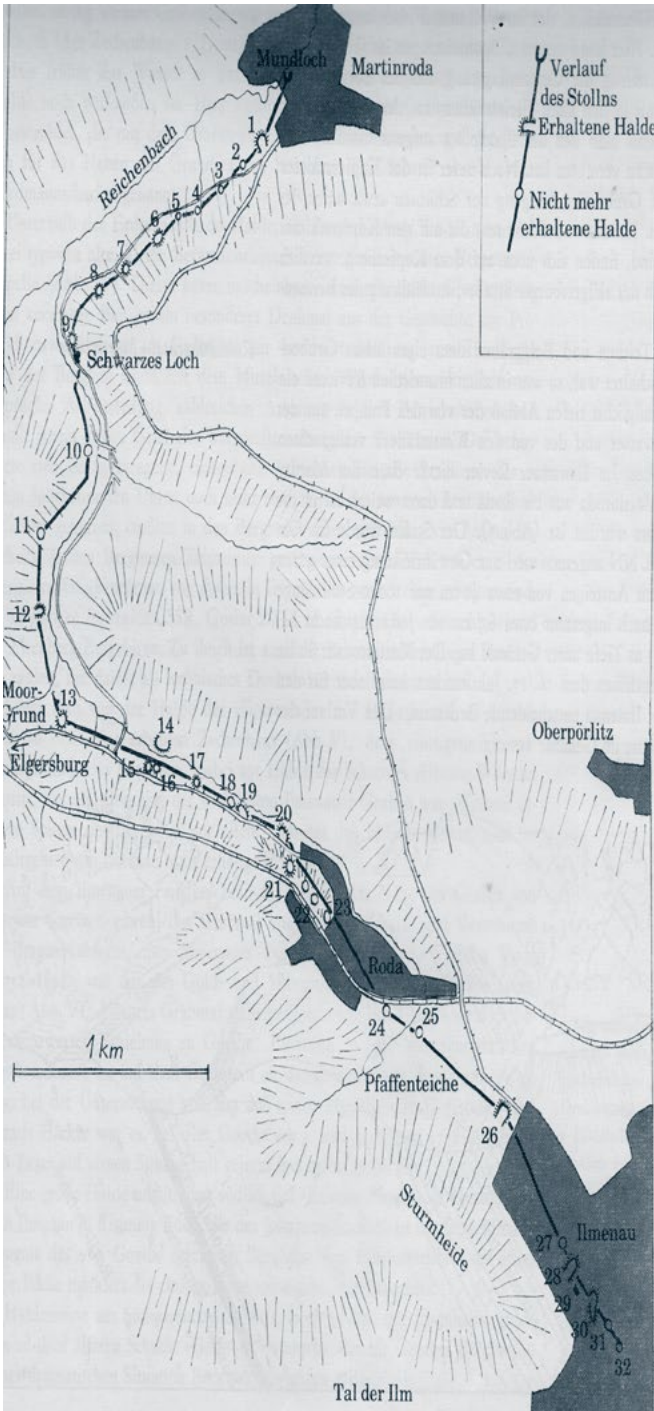 Mundloch
Martinroda
Verlauf
des Stollns
Erhaltene Halde
Nicht mehr
erhaltene Halde
Reichenbach
1
2
3
4
5
6
7
8
9
Schwarzes Loch
10
11
12
Moor-
Grund
13
Elgersburg
14
15
16
17
18
19
20
Oberpörlitz
21
22
23
Roda
24
25
1 km
Pfaffenteiche
26
Sturmheide
27
Ilmenau
28
29
30
31
32
Tal der Ilm